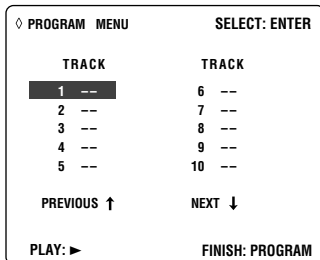 ◊ PROGRAM MENU SELECT: ENTER
TRACK TRACK
1 –– 6 ––
2 –– 7 ––
3 –– 8 ––
4 –– 9 ––
5 –– 10 ––
PREVIOUS ↑ NEXT ↓
PLAY: ► FINISH: PROGRAM